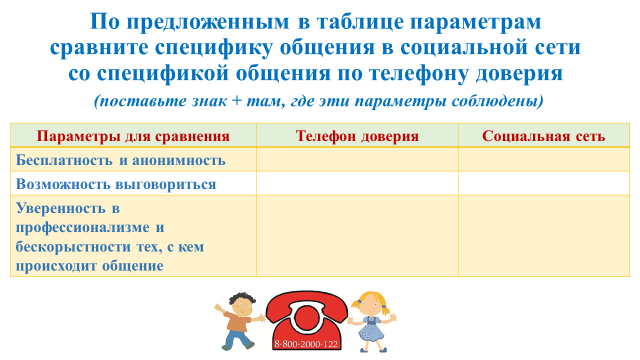 По предложенным в таблице параметрам
сравните специфику общения в социальной сети
со спецификой общения по телефону доверия
(поставьте знак + там, где эти параметры соблюдены)
Параметры для сравнения Телефон доверия Социальная сеть
Бесплатность и анонимность
Возможность выговориться
Уверенность в
профессионализме и
бескорыстности тех, с кем
происходит общение
8-800-2000-122